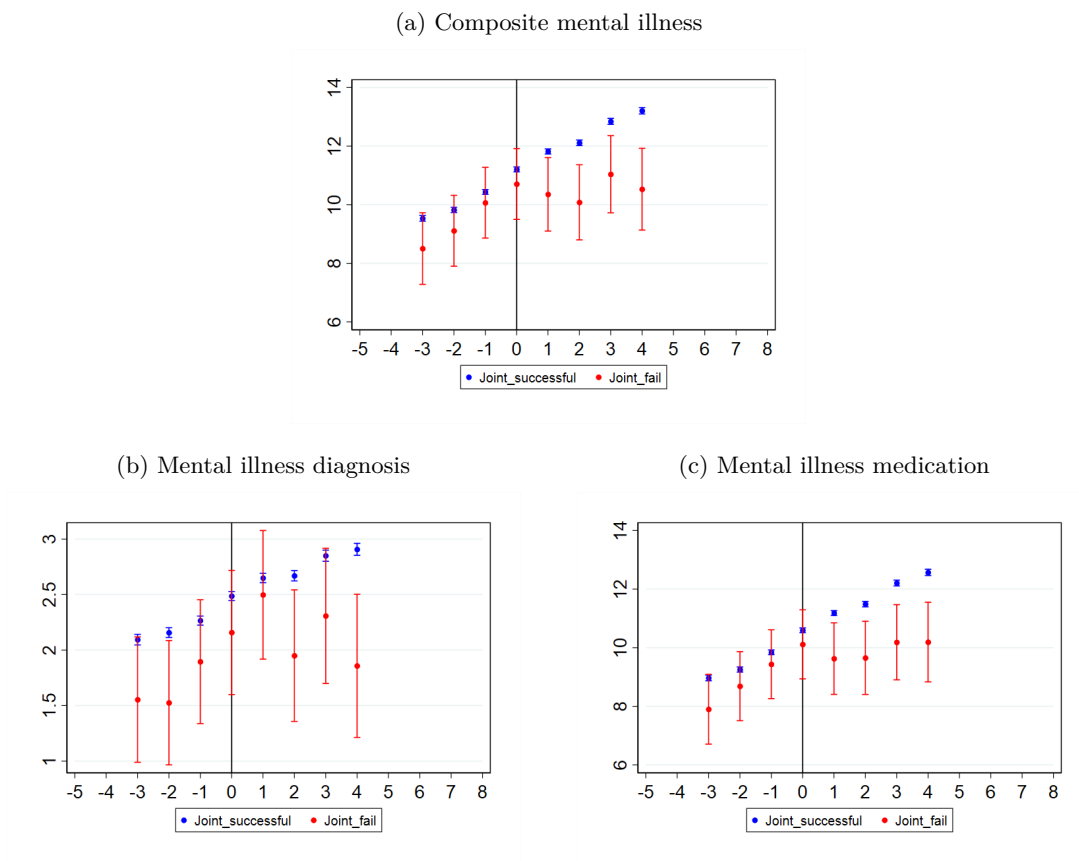 (a) Composite mental illness
14
12
10
8
6
-5 -4 -3 -2 -1 0 1 2 3 4 5 6 7 8
Joint_successful Joint_fail
(b) Mental illness diagnosis
3
2.5
2
1.5
1
-5 -4 -3 -2 -1 0 1 2 3 4 5 6 7 8
Joint_successful Joint_fail
(c) Mental illness medication
14
12
10
8
6
-5 -4 -3 -2 -1 0 1 2 3 4 5 6 7 8
Joint_successful Joint_fail